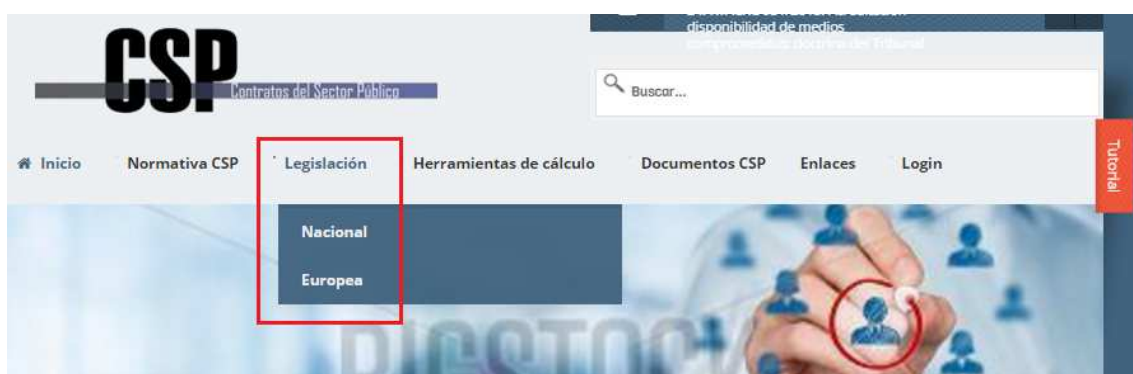 disponibilidad de medios
CSP
Contratos del Sector Público
Buscar...
Inicio Normativa CSP Legislación Herramientas de cálculo Documentos CSP Enlaces Login
Tutorial
Nacional
Europea
BIGSTOCK